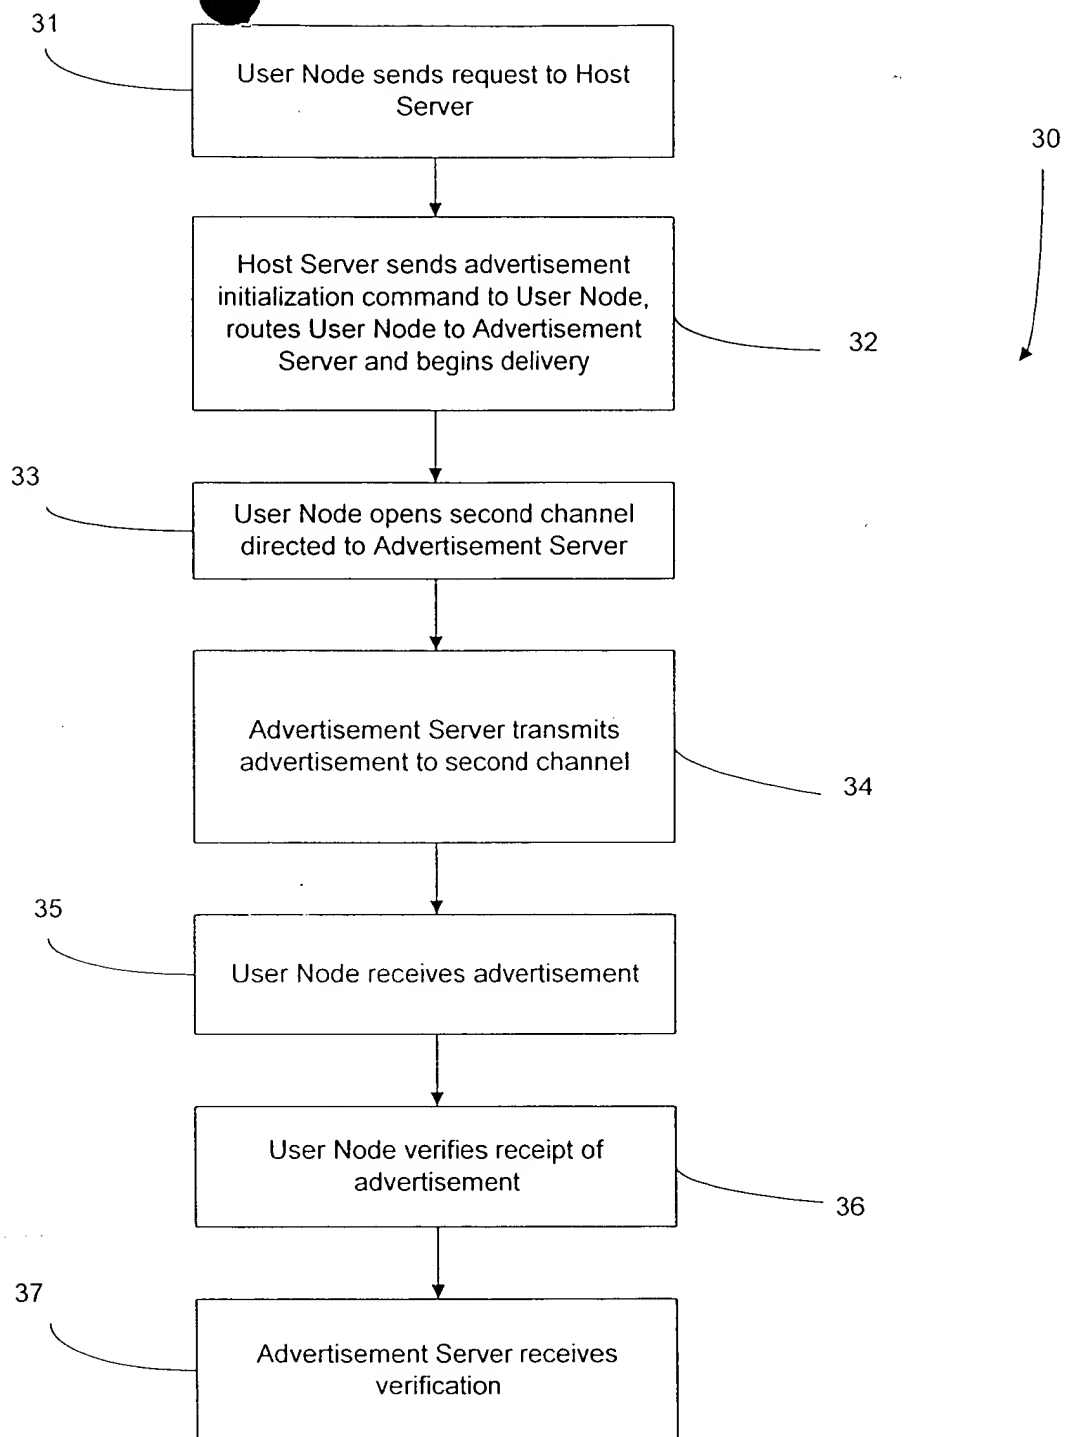 31
User Node sends request to Host
Server
30
Host Server sends advertisement
initialization command to User Node,
routes User Node to Advertisement
Server and begins delivery
32
33
User Node opens second channel
directed to Advertisement Server
Advertisement Server transmits
advertisement to second channel
34
35
User Node receives advertisement
User Node verifies receipt of
advertisement
36
37
Advertisement Server receives
verification